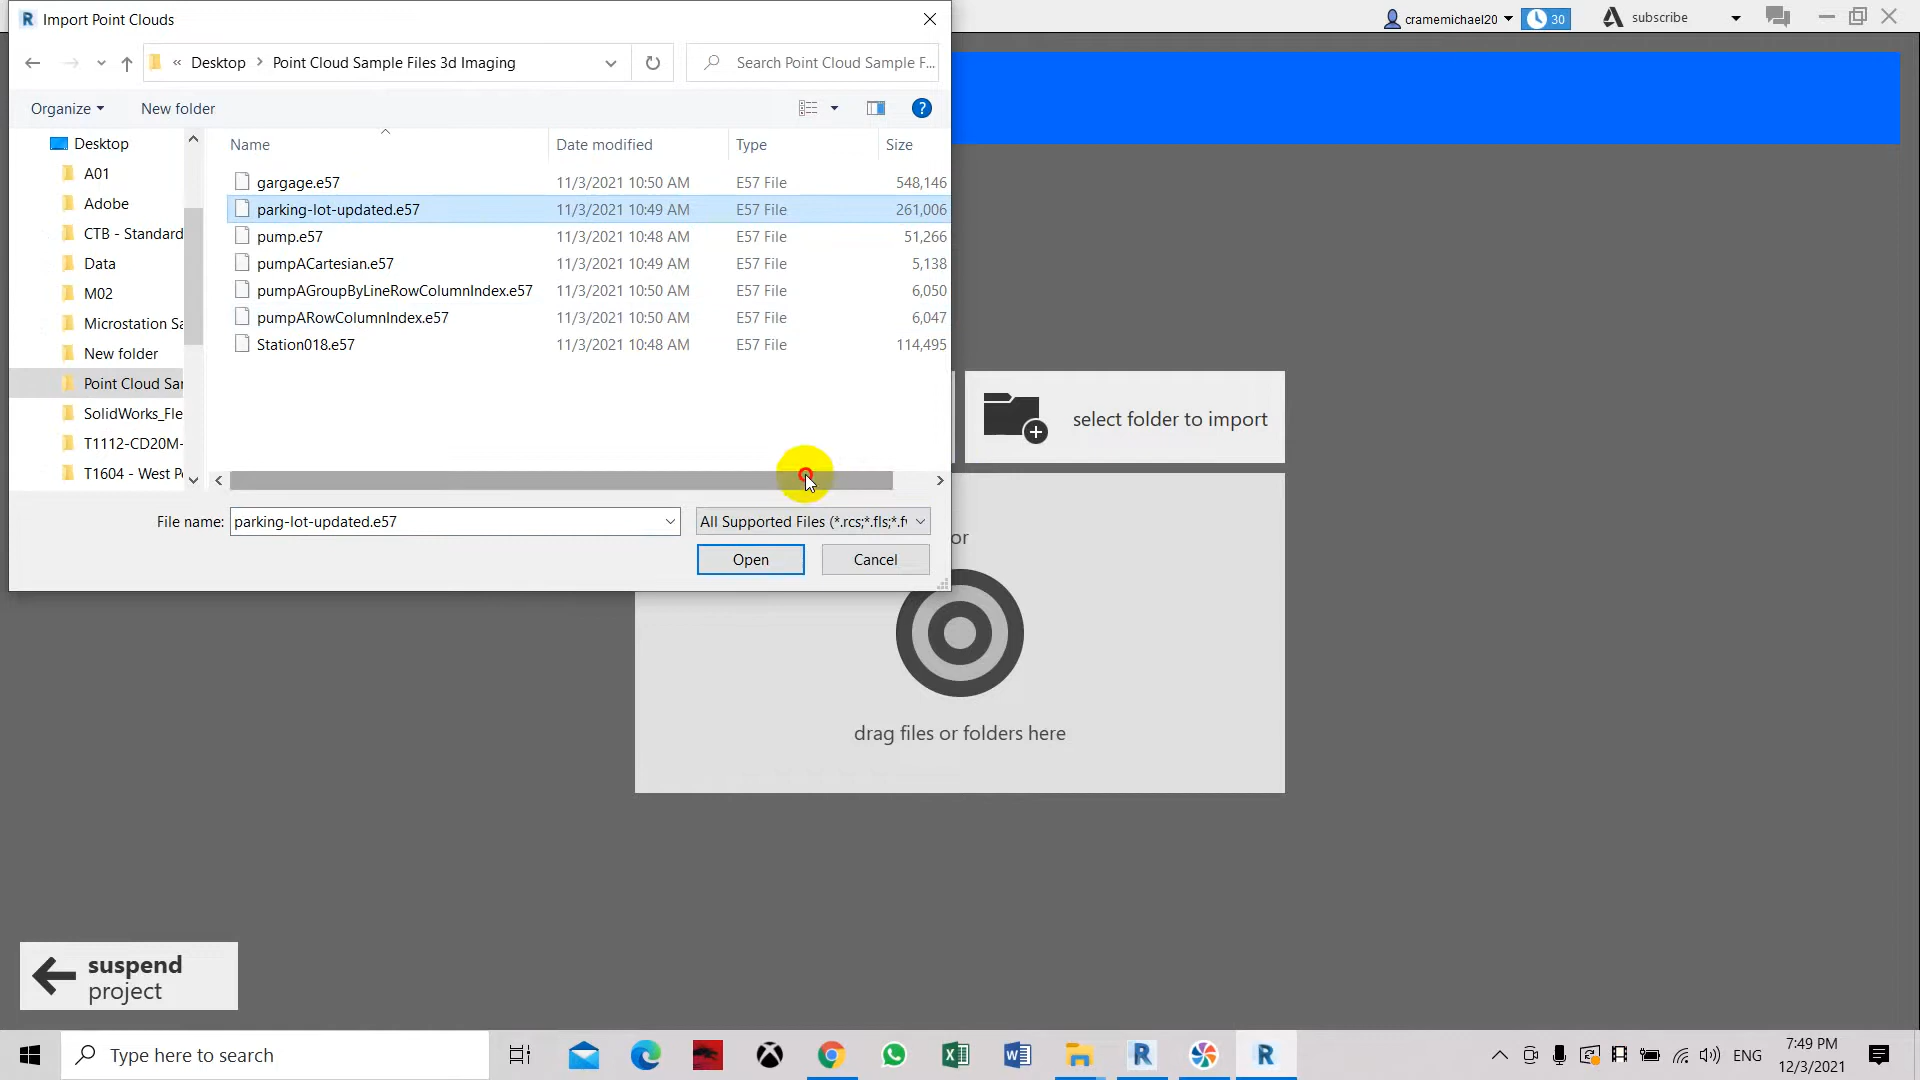 Import Point Clouds
cramemichael20
30
subscribe
« Desktop > Point Cloud Sample Files 3d Imaging
Search Point Cloud Sample F...
Organize
New folder
?
Name
Date modified
Type
Size
Desktop
A01
Adobe
CTB - Standard
Data
M02
Microstation Sa
New folder
Point Cloud Sar
SolidWorks_Fle
T1112-CD20M-
T1604 - West P
gargage.e57 11/3/2021 10:50 AM E57 File 548,146
parking-lot-updated.e57 11/3/2021 10:49 AM E57 File 261,006
pump.e57 11/3/2021 10:48 AM E57 File 51,266
pumpACartesian.e57 11/3/2021 10:49 AM E57 File 5,138
pumpAGroupByLineRowColumnIndex.e57 11/3/2021 10:50 AM E57 File 6,050
pumpARowColumnIndex.e57 11/3/2021 10:50 AM E57 File 6,047
Station018.e57 11/3/2021 10:48 AM E57 File 114,495
File name: parking-lot-updated.e57
All Supported Files (*.rcs;*.fls;*.f
Open
Cancel
select folder to import
or
drag files or folders here
suspend
project
Type here to search
ENG
7:49 PM
12/3/2021